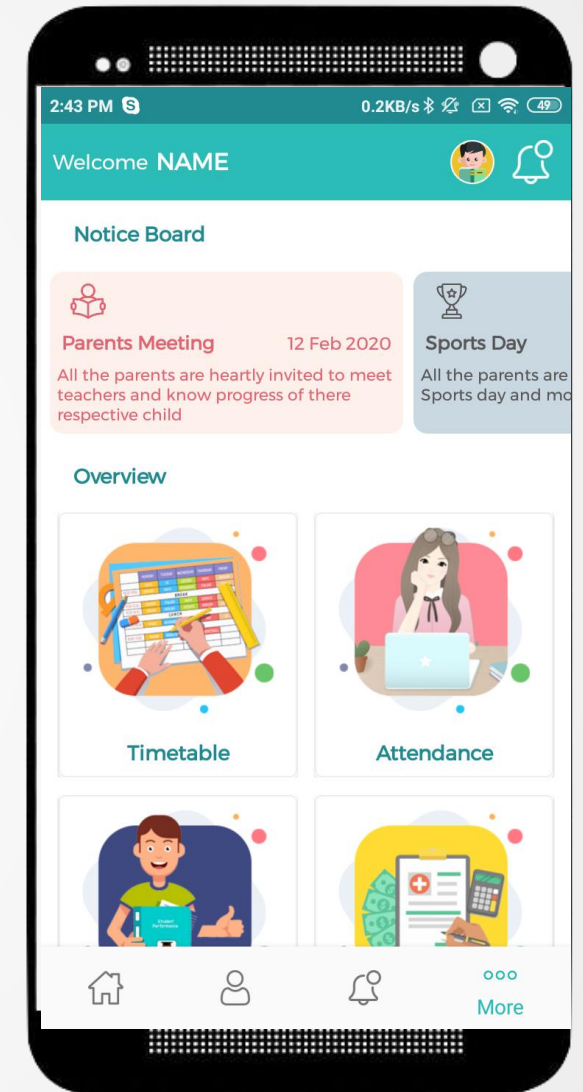 2:43 PM S 0.2KB/s 49
Welcome NAME
Notice Board
Parents Meeting 12 Feb 2020
All the parents are heartly invited to meet
teachers and know progress of there
respective child
Sports Day
All the parents are
Sports day and mo
Overview
Timetable
Attendance
Student
Performance
More